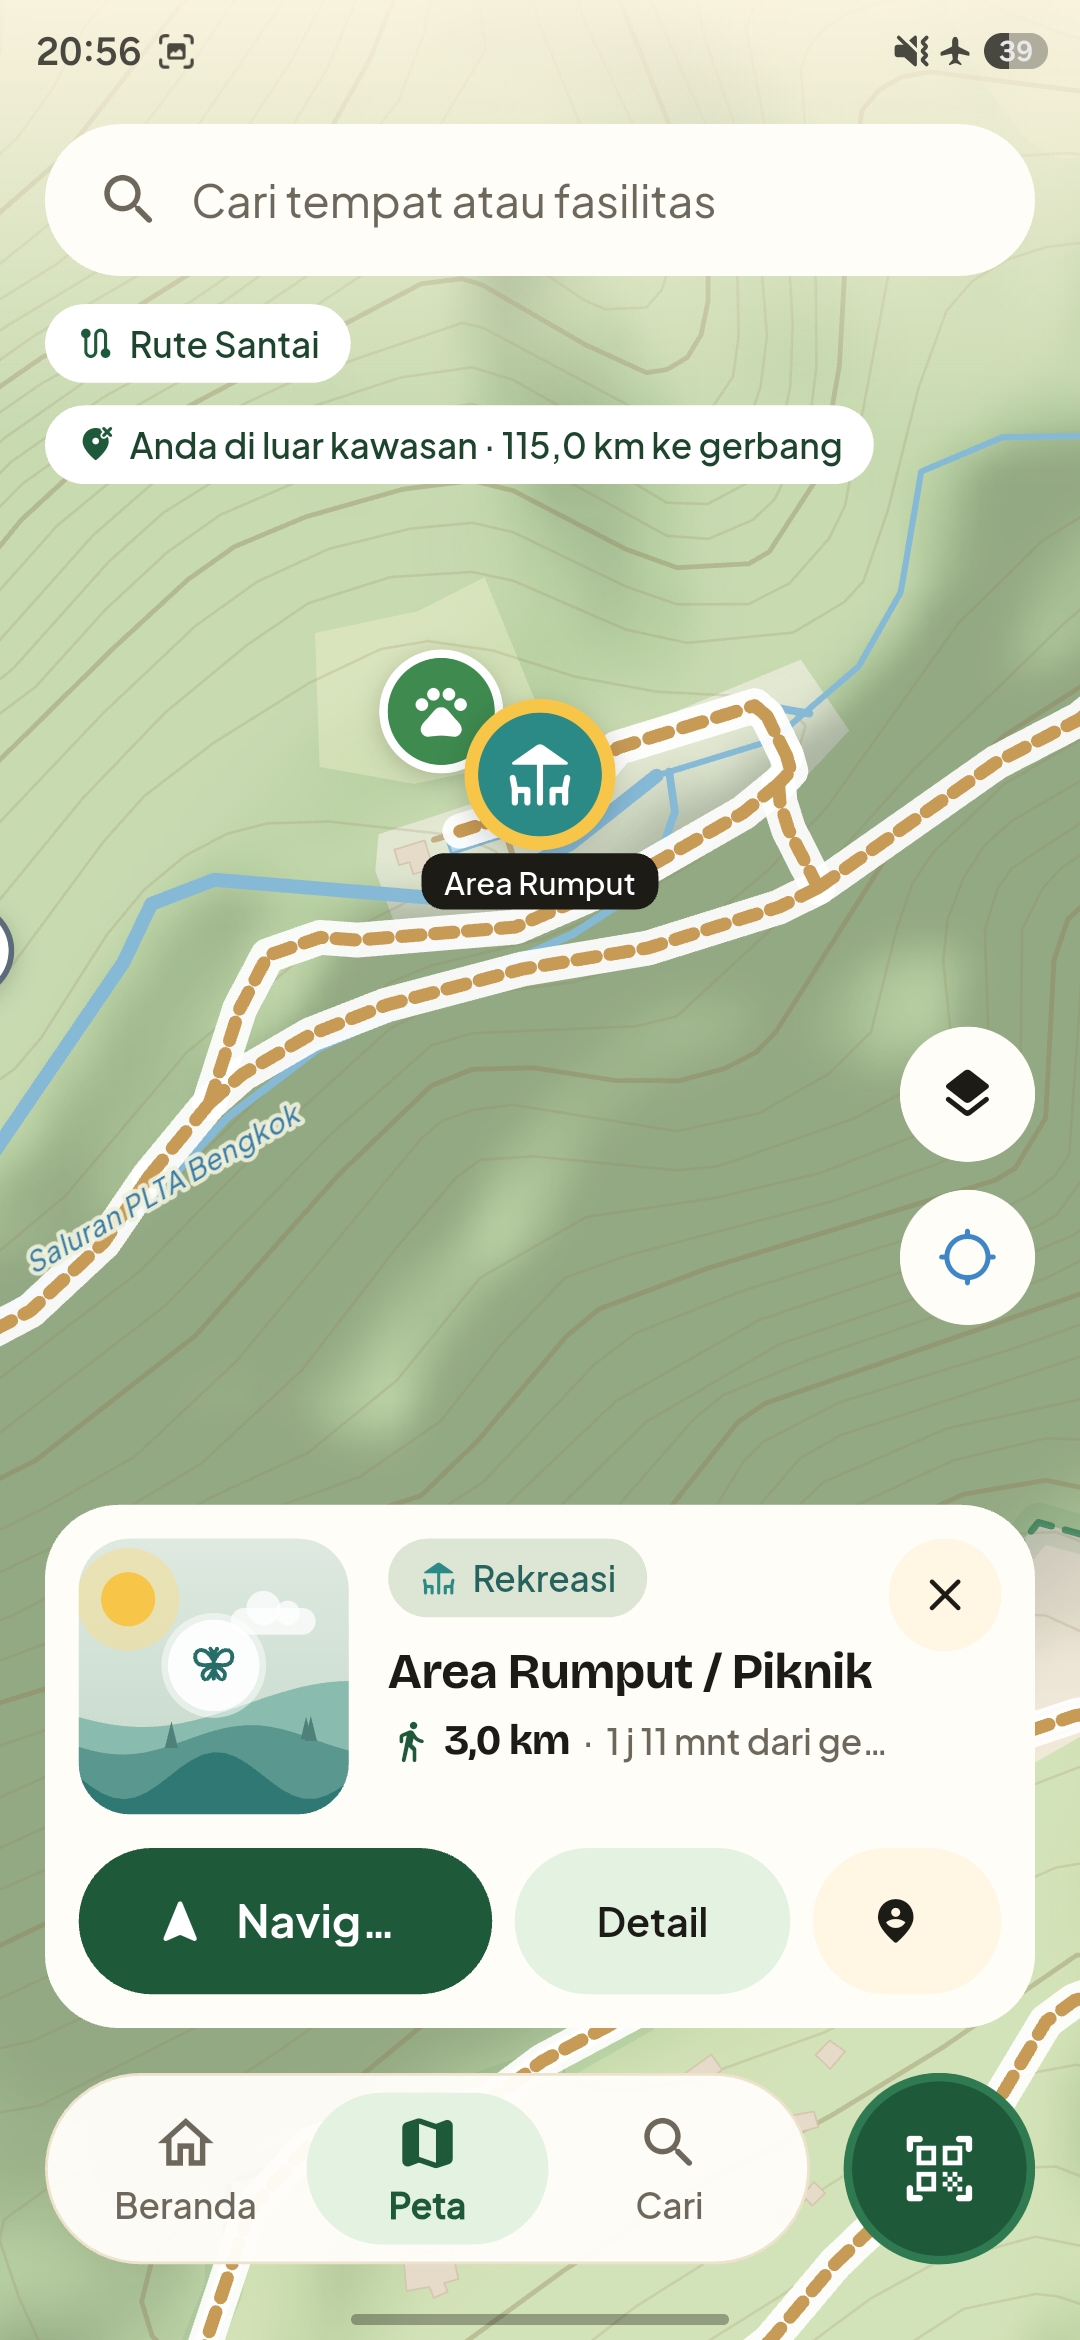 20:56
39
Cari tempat atau fasilitas
Rute Santai
Anda di luar kawasan · 115,0 km ke gerbang
Area Rumput
Saluran PLTA Bengkok
Rekreasi
Area Rumput / Piknik
3,0 km · 1 j 11 mnt dari ge...
Navig...
Detail
Beranda
Peta
Cari